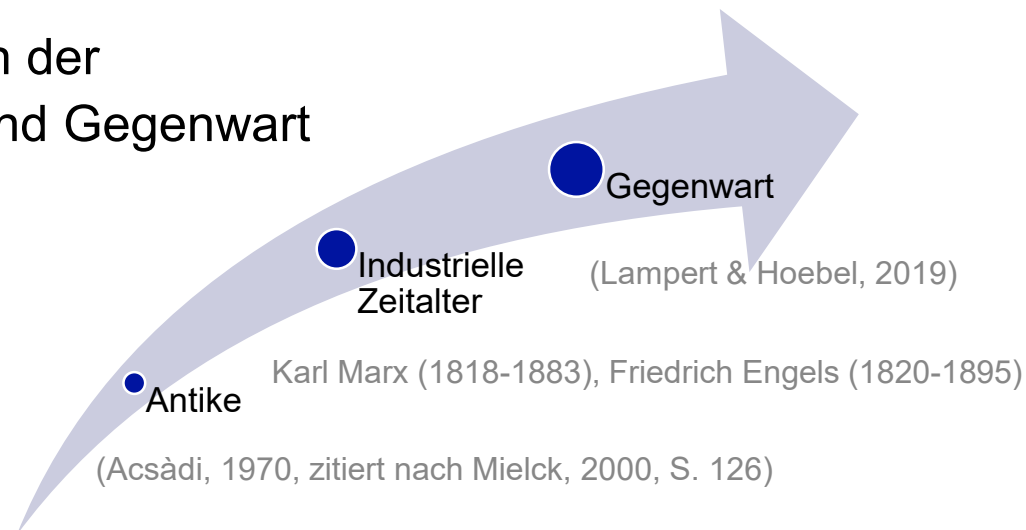 n der
nd Gegenwart
Gegenwart
Industrielle
Zeitalter
(Lampert & Hoebel, 2019)
Karl Marx (1818-1883), Friedrich Engels (1820-1895)
Antike
(Acsàdi, 1970, zitiert nach Mielck, 2000, S. 126)